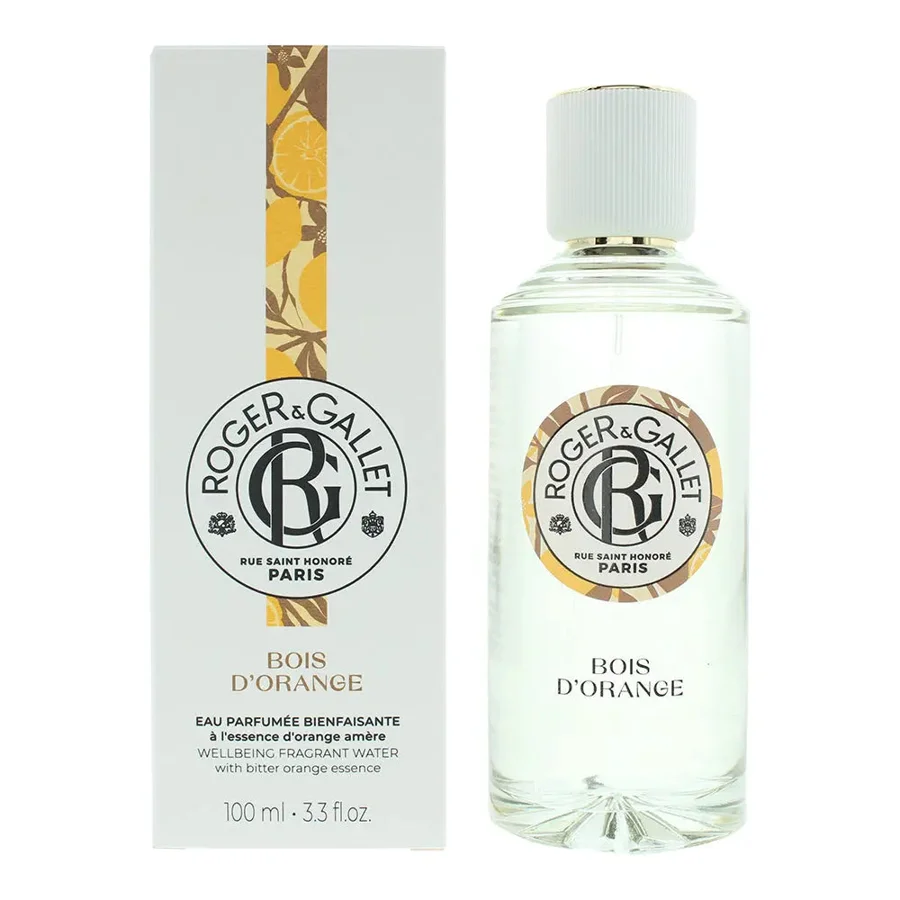 ROGER & GALLET
RG
RUE SAINT HONORÉ
PARIS
BOIS
D'ORANGE
EAU PARFUMÉE BIENFAISANTE
à l'essence d'orange amère
WELLBEING FRAGRANT WATER
with bitter orange essence
100 ml • 3.3 fl.oz.
ROGER & GALLET
RG
RUE SAINT HONORÉ
PARIS
BOIS
D'ORANGE